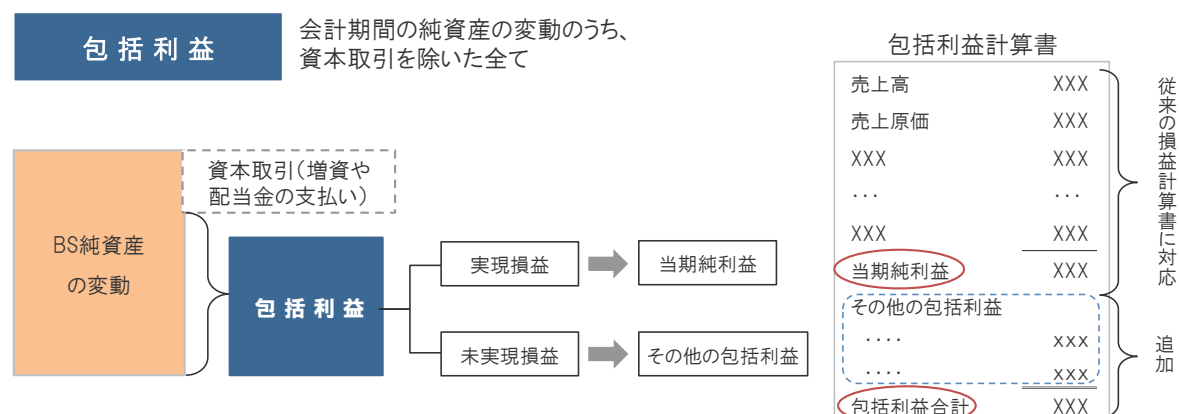 包括利益
会計期間の純資産の変動のうち、
資本取引を除いた全て
BS純資産
の変動
資本取引(増資や
配当金の支払い)
包括利益
実現損益
当期純利益
未実現損益
その他の包括利益
包括利益計算書
売上高 XXX
売上原価 XXX
XXX XXX
... ...
XXX XXX
当期純利益 XXX
その他の包括利益
.... xxx
.... xxx
包括利益合計 XXX
従来の損益計算書に対応
追加